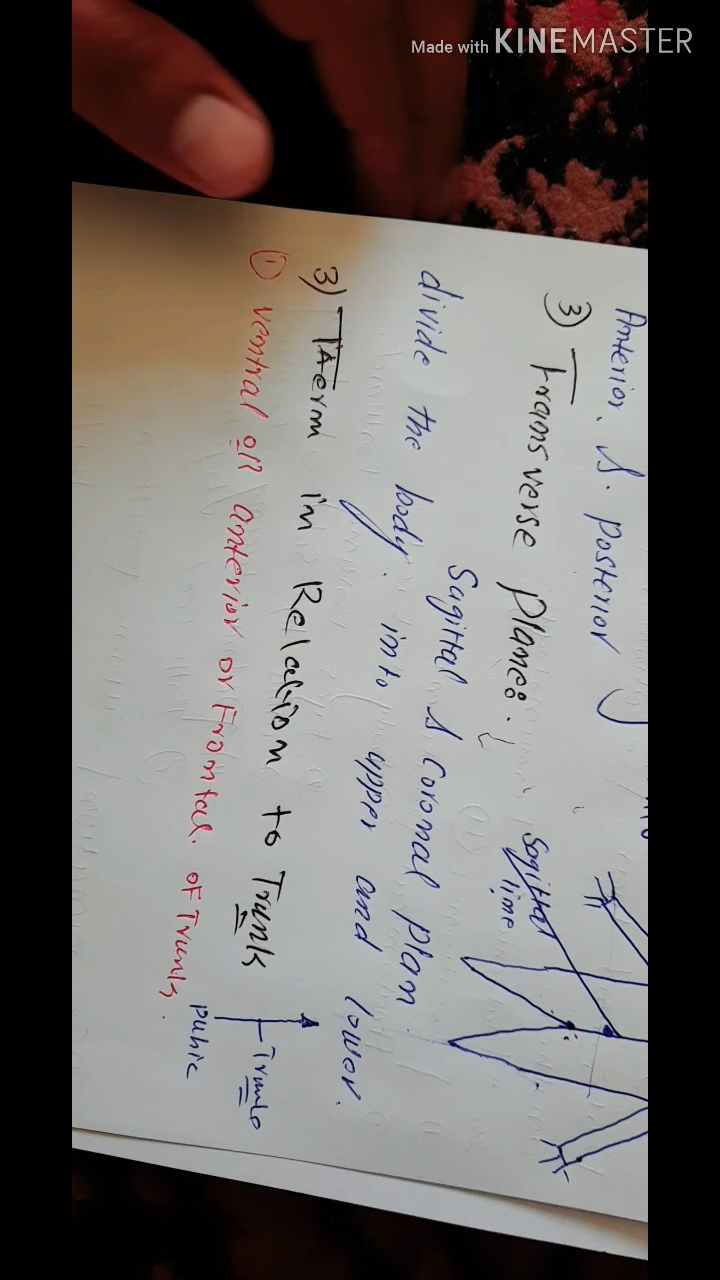 Made with KINEMASTER
Anterior. & Posterior
3) Transverse Plane:
Sagittal & Coronal plan.
divide the body. into upper and lower.
sagittal
line
3) TAerm in Relation to Trunk
① ventral or anterior or Frontal. of Trunk.
Trunk
Pubic